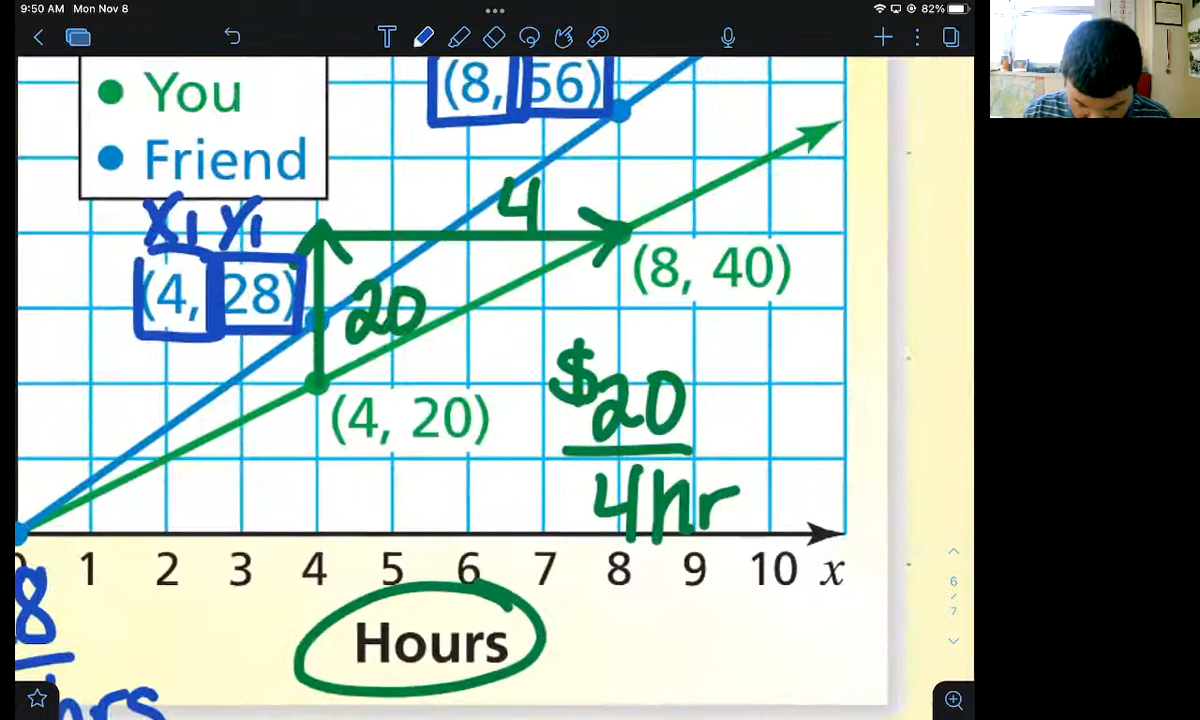 9:50 AM Mon Nov 8
82%
T
You
(8, 56)
Friend
X1 Y1
4
(4, 28)
(8, 40)
20
$20
(4, 20)
4hr
1 2 3 4 5 6 7 8 9 10 x
8
6
/
7
Hours
hrs